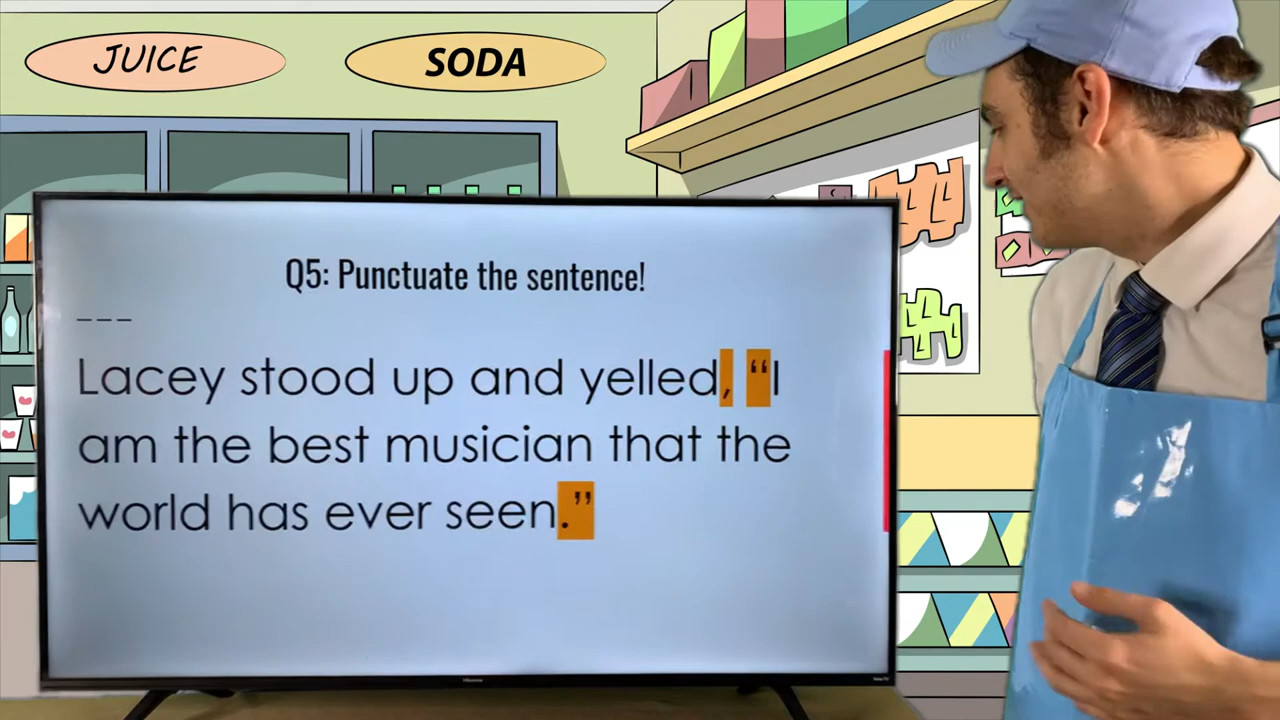 JUICE
SODA
Q5: Punctuate the sentence!
Lacey stood up and yelled, “I
am the best musician that the
world has ever seen.”
Hisense